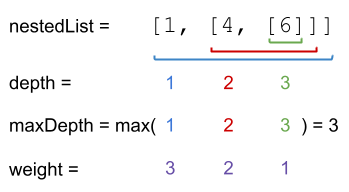 nestedList = [1, [4, [6]]]
depth = 1 2 3
maxDepth = max( 1 2 3 ) = 3
weight = 3 2 1